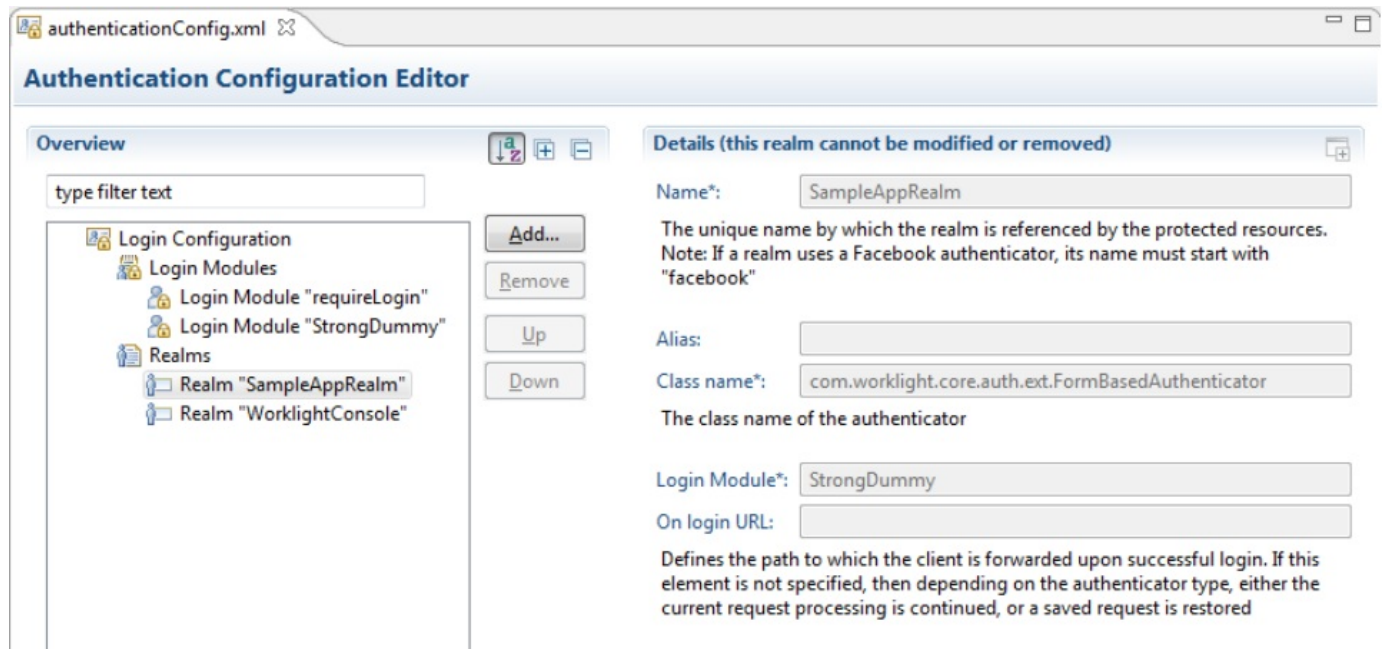 authenticationConfig.xml
Authentication Configuration Editor
Overview
type filter text
Login Configuration
Login Modules
Login Module "requireLogin"
Login Module "StrongDummy"
Realms
Realm "SampleAppRealm"
Realm "WorklightConsole"
Add...
Remove
Up
Down
Details (this realm cannot be modified or removed)
Name*: SampleAppRealm
The unique name by which the realm is referenced by the protected resources.
Note: If a realm uses a Facebook authenticator, its name must start with
"facebook"
Alias:
Class name*: com.worklight.core.auth.ext.FormBasedAuthenticator
The class name of the authenticator
Login Module*: StrongDummy
On login URL:
Defines the path to which the client is forwarded upon successful login. If this
element is not specified, then depending on the authenticator type, either the
current request processing is continued, or a saved request is restored